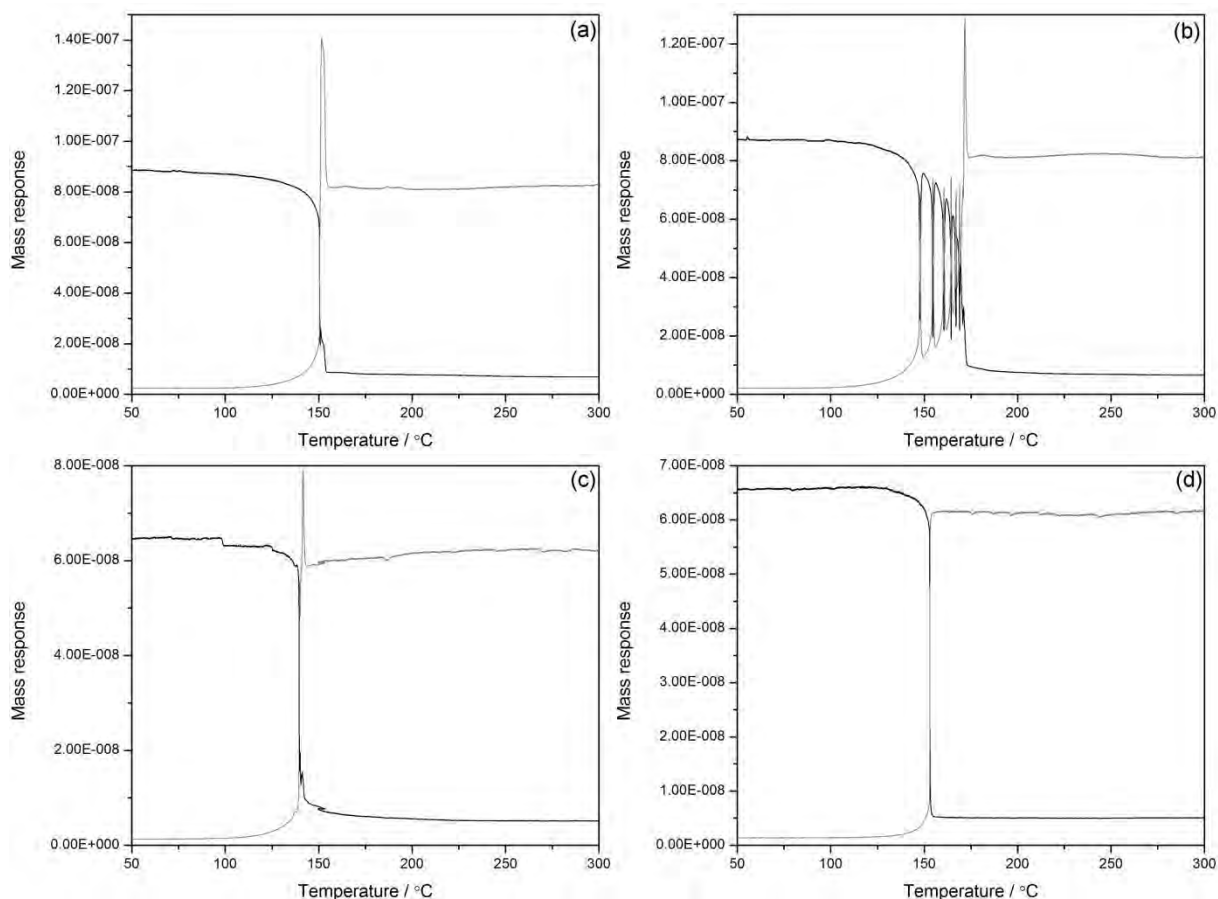 (a)
Mass response
1.40E-007
1.20E-007
1.00E-007
8.00E-008
6.00E-008
4.00E-008
2.00E-008
0.00E+000
50 100 150 200 250 300
Temperature / °C
(b)
Mass response
1.20E-007
1.00E-007
8.00E-008
6.00E-008
4.00E-008
2.00E-008
0.00E+000
50 100 150 200 250 300
Temperature / °C
(c)
Mass response
8.00E-008
6.00E-008
4.00E-008
2.00E-008
0.00E+000
50 100 150 200 250 300
Temperature / °C
(d)
Mass response
7.00E-008
6.00E-008
5.00E-008
4.00E-008
3.00E-008
2.00E-008
1.00E-008
0.00E+000
50 100 150 200 250 300
Temperature / °C